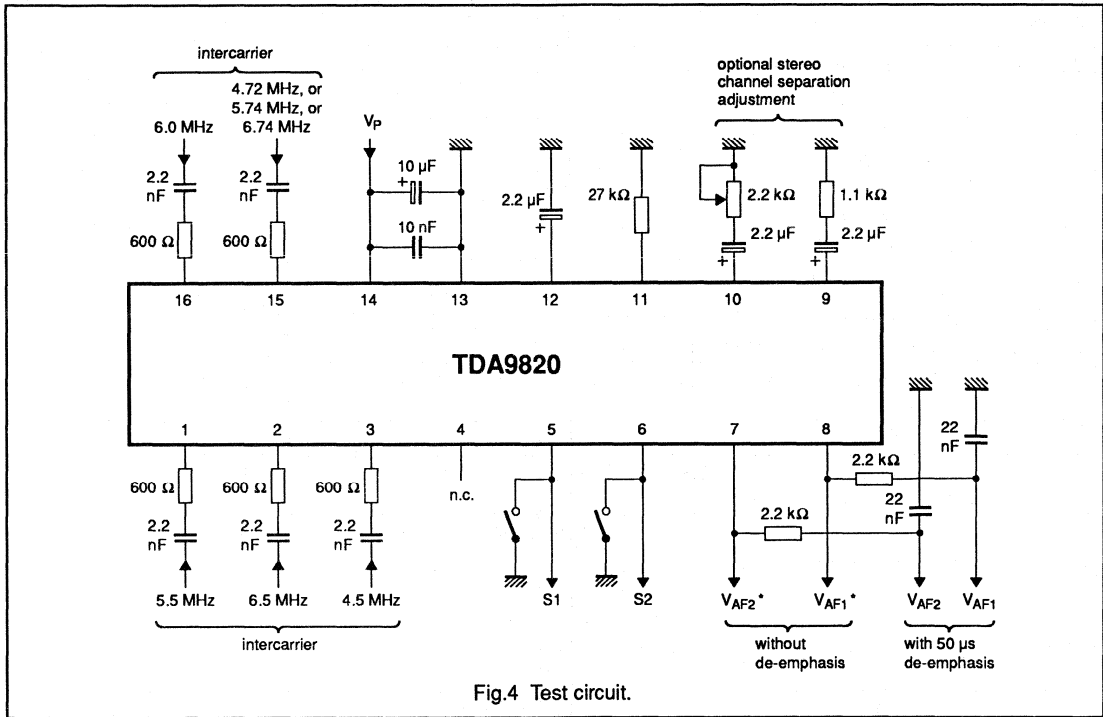 intercarrier
4.72 MHz, or
5.74 MHz, or
6.0 MHz
6.74 MHz
VP
optional stereo
channel separation
adjustment
2.2
nF
2.2
nF
10 µF
+
10 nF
2.2 µF
+
27 kΩ
2.2 kΩ
1.1 kΩ
600 Ω
600 Ω
2.2 µF
+
2.2 µF
+
16
15
14
13
12
11
10
9
TDA9820
1
2
3
4
5
6
7
8
600 Ω
600 Ω
600 Ω
n.c.
2.2 kΩ
22
nF
2.2
nF
2.2
nF
2.2
nF
2.2 kΩ
22
nF
5.5 MHz
6.5 MHz
4.5 MHz
S1
S2
VAF2*
VAF1*
VAF2
VAF1
intercarrier
without
de-emphasis
with 50 µs
de-emphasis
Fig.4 Test circuit.